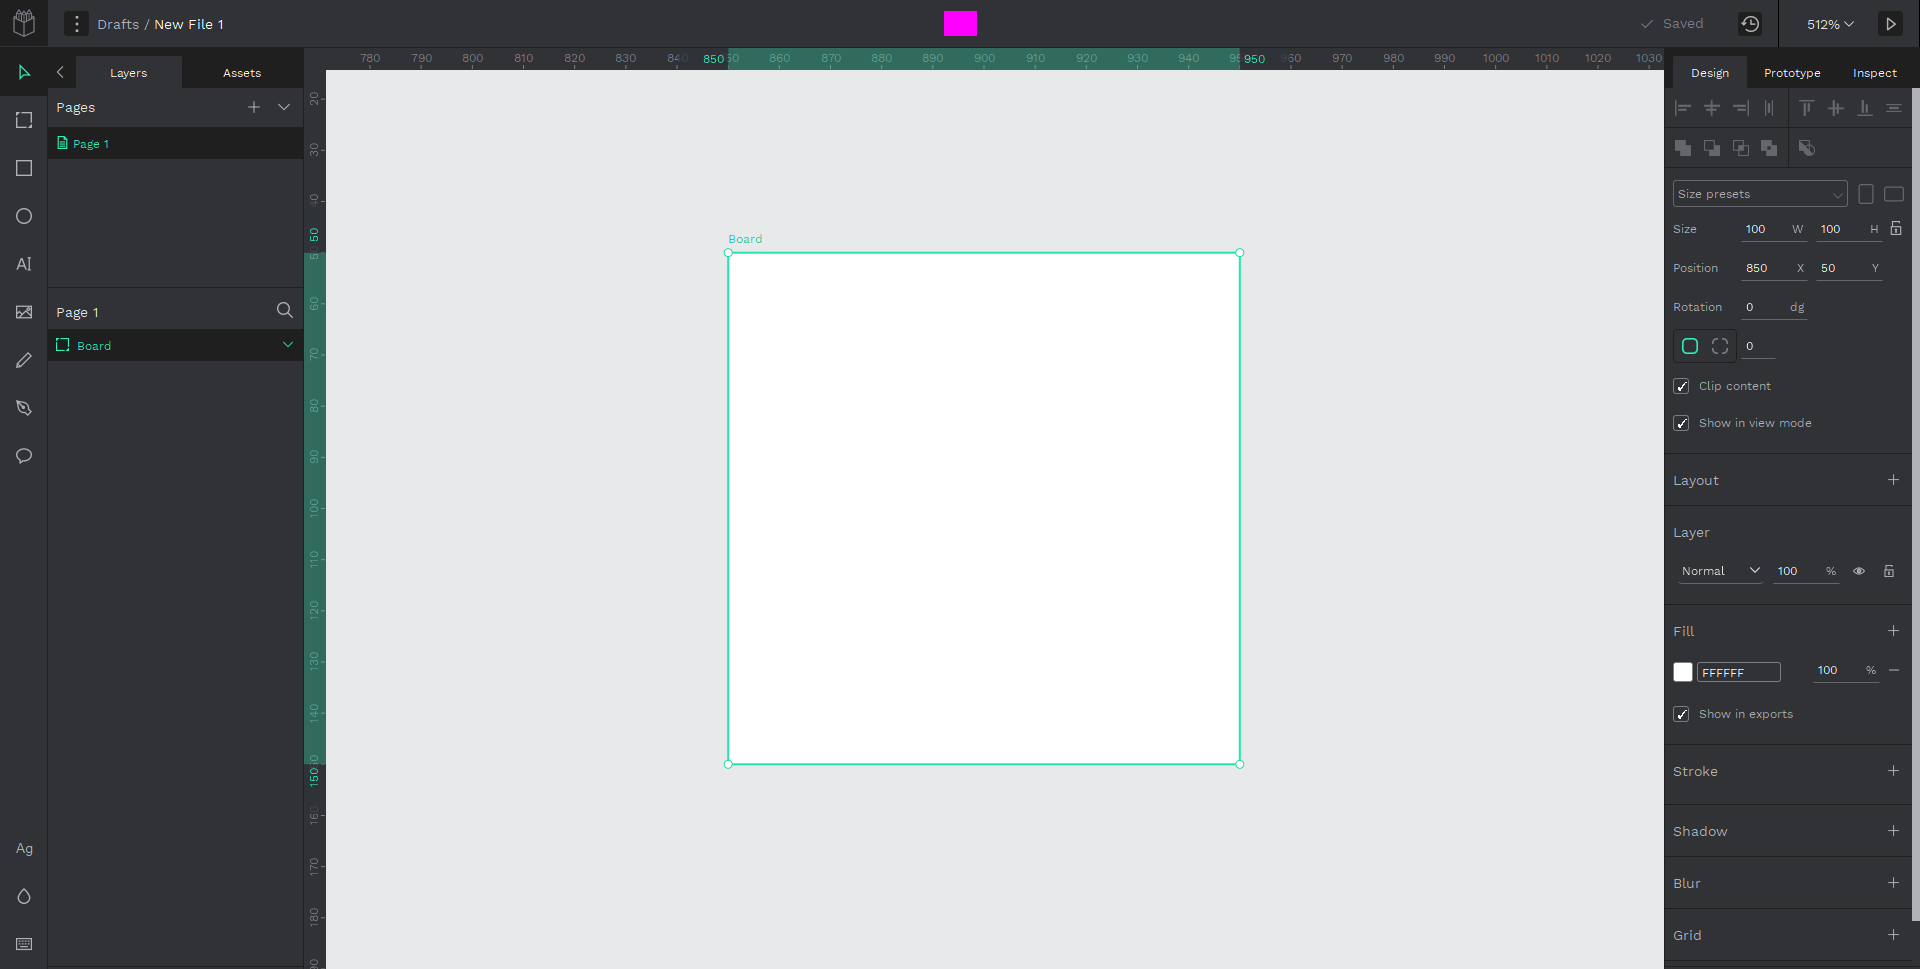 Drafts / New File 1
Saved
512%
Layers
Assets
Design
Prototype
Inspect
780 790 800 810 820 830 840 850 860 870 880 890 900 910 920 930 940 950 960 970 980 990 1000 1010 1020 1030
Pages
Page 1
Page 1
Board
AI
Ag
20
30
40
50
60
70
80
90
100
110
120
130
140
150
160
170
180
Board
Size presets
Size 100 W 100 H
Position 850 X 50 Y
Rotation 0 dg
0
Clip content
Show in view mode
Layout
Layer
Normal 100 %
Fill
FFFFFF 100 %
Show in exports
Stroke
Shadow
Blur
Grid